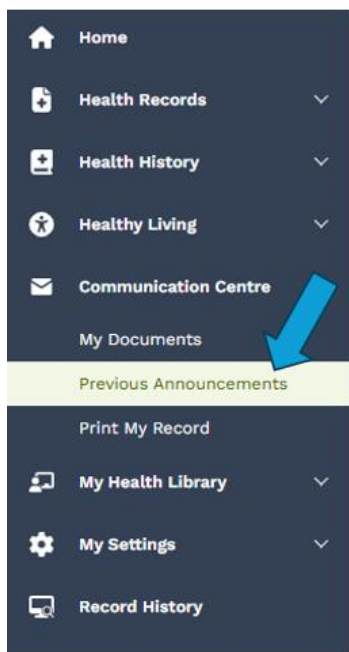 Home
Health Records
Health History
Healthy Living
Communication Centre
My Documents
Previous Announcements
Print My Record
My Health Library
My Settings
Record History